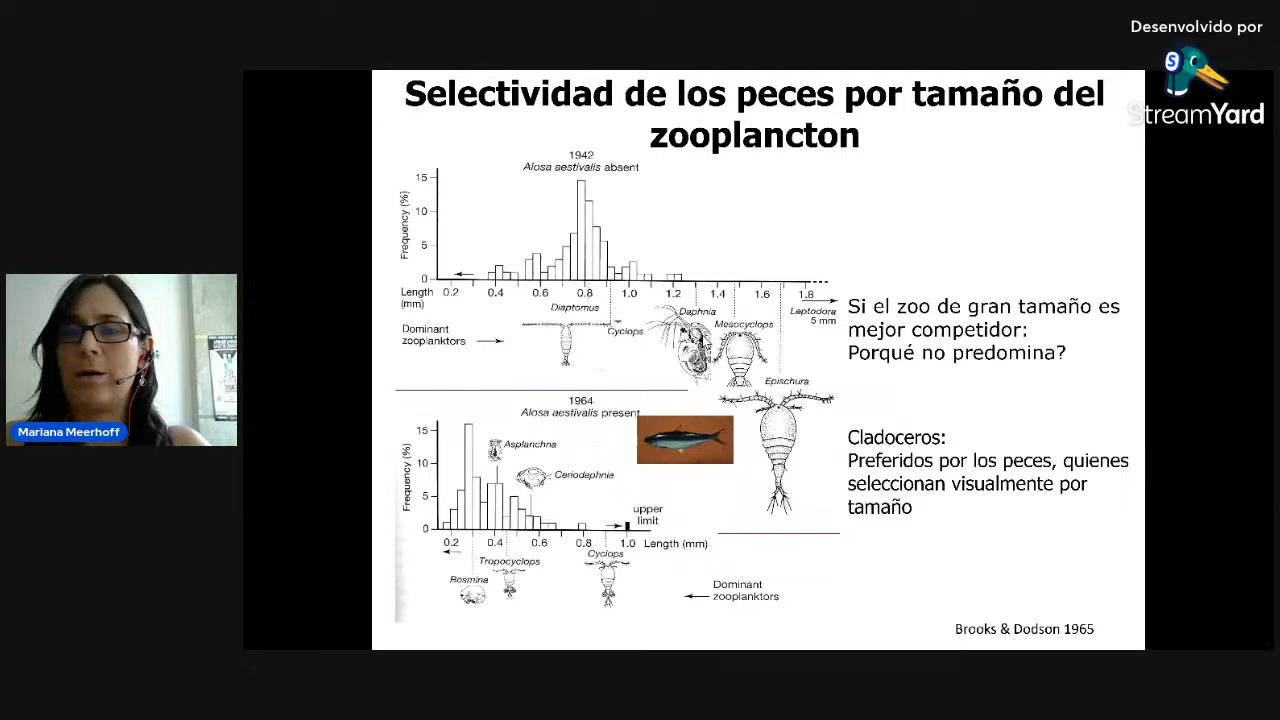 Desenvolvido por
StreamYard
Selectividad de los peces por tamaño del
zooplancton
1942
Alosa aestivalis absent
15
10
5
0
Frequency (%)
Length
(mm)
0.2
0.4
0.6
0.8
1.0
1.2
1.4
1.6
1.8
Diaptomus
Cyclops
Daphnia
Mesocyclops
Leptodora
5 mm
Dominant
zooplanktors
Epischura
Si el zoo de gran tamaño es
mejor competidor:
Porqué no predomina?
Mariana Meerhoff
1964
Alosa aestivalis present
15
10
5
0
Frequency (%)
Asplanchna
Ceriodaphnia
upper
limit
0.2
0.4
0.6
0.8
1.0
Length (mm)
Tropocyclops
Cyclops
Bosmina
Dominant
zooplanktors
Cladoceros:
Preferidos por los peces, quienes
seleccionan visualmente por
tamaño
Brooks & Dodson 1965